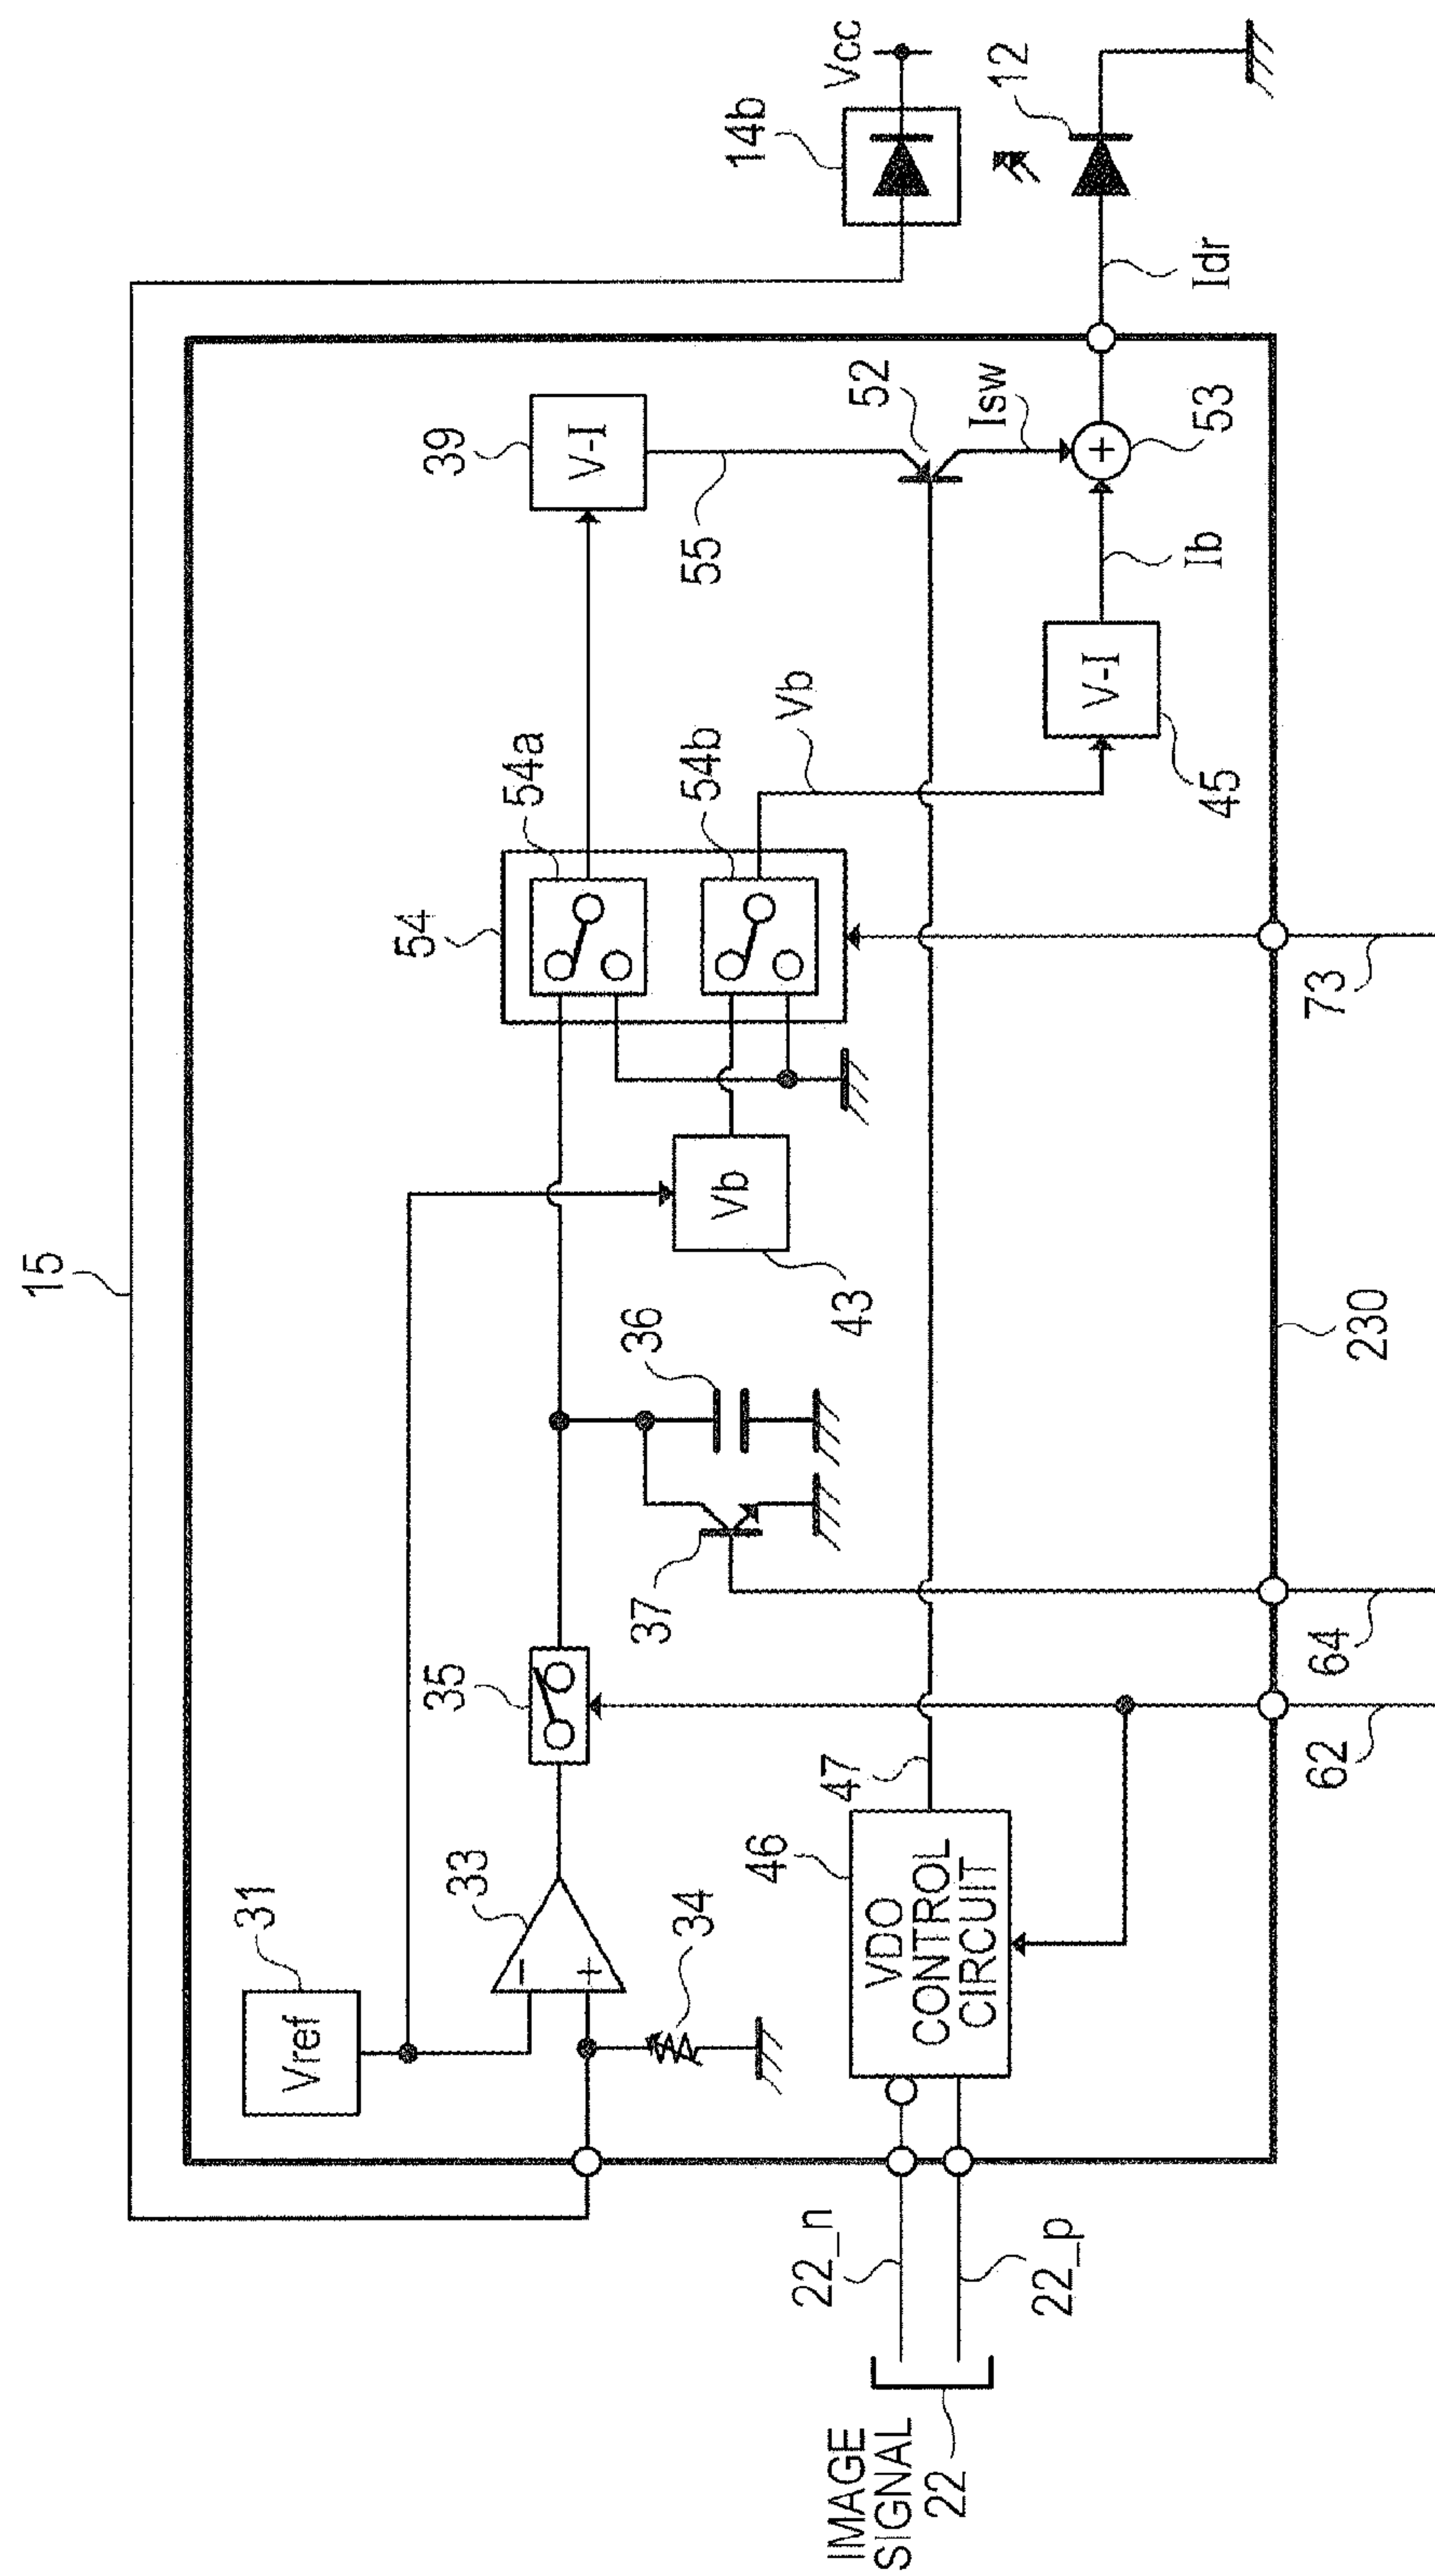 15
31
Vref
33
35
36
37
34
43
Vb
54
54a
54b
39
V-I
55
14b
Vcc
12
Idr
52
Isw
53
Ib
Vb
V-I
45
46
VDO
CONTROL
CIRCUIT
47
22_n
22_p
IMAGE
SIGNAL
22
62
64
230
73
+
−
+